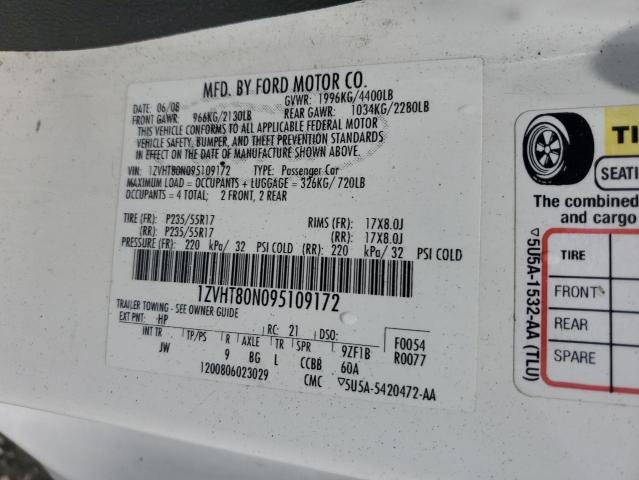 MFD. BY FORD MOTOR CO.
DATE: 06/08 GVWR: 1996KG/4400LB
FRONT GAWR: 966KG/2130LB REAR GAWR: 1034KG/2280LB
THIS VEHICLE CONFORMS TO ALL APPLICABLE FEDERAL MOTOR
VEHICLE SAFETY, BUMPER, AND THEFT PREVENTION STANDARDS
IN EFFECT ON THE DATE OF MANUFACTURE SHOWN ABOVE.
VIN: 1ZVHT80N095109172 TYPE: Passenger Car
MAXIMUM LOAD = OCCUPANTS + LUGGAGE = 326KG/720LB
OCCUPANTS = 4 TOTAL; 2 FRONT, 2 REAR
TIRE (FR): P235/55R17 RIMS (FR): 17X8.0J
(RR): P235/55R17 (RR): 17X8.0J
PRESSURE (FR): 220 kPa/ 32 PSI COLD (RR): 220 kPa/ 32 PSI COLD
1ZVHT80N095109172
TRAILER TOWING - SEE OWNER GUIDE
EXT PNT: HP RC: 21 DSO: F0054
INT TR TP/PS R AXLE TR SPR 9ZF1B R0077
JW 9 BG L CCBB 60A
1200806023029 CMC ▽5U5A-5420472-AA
TI
SEATI
The combined
and cargo
TIRE
FRONT
REAR
SPARE
▽5U5A-1532-AA (TLU)